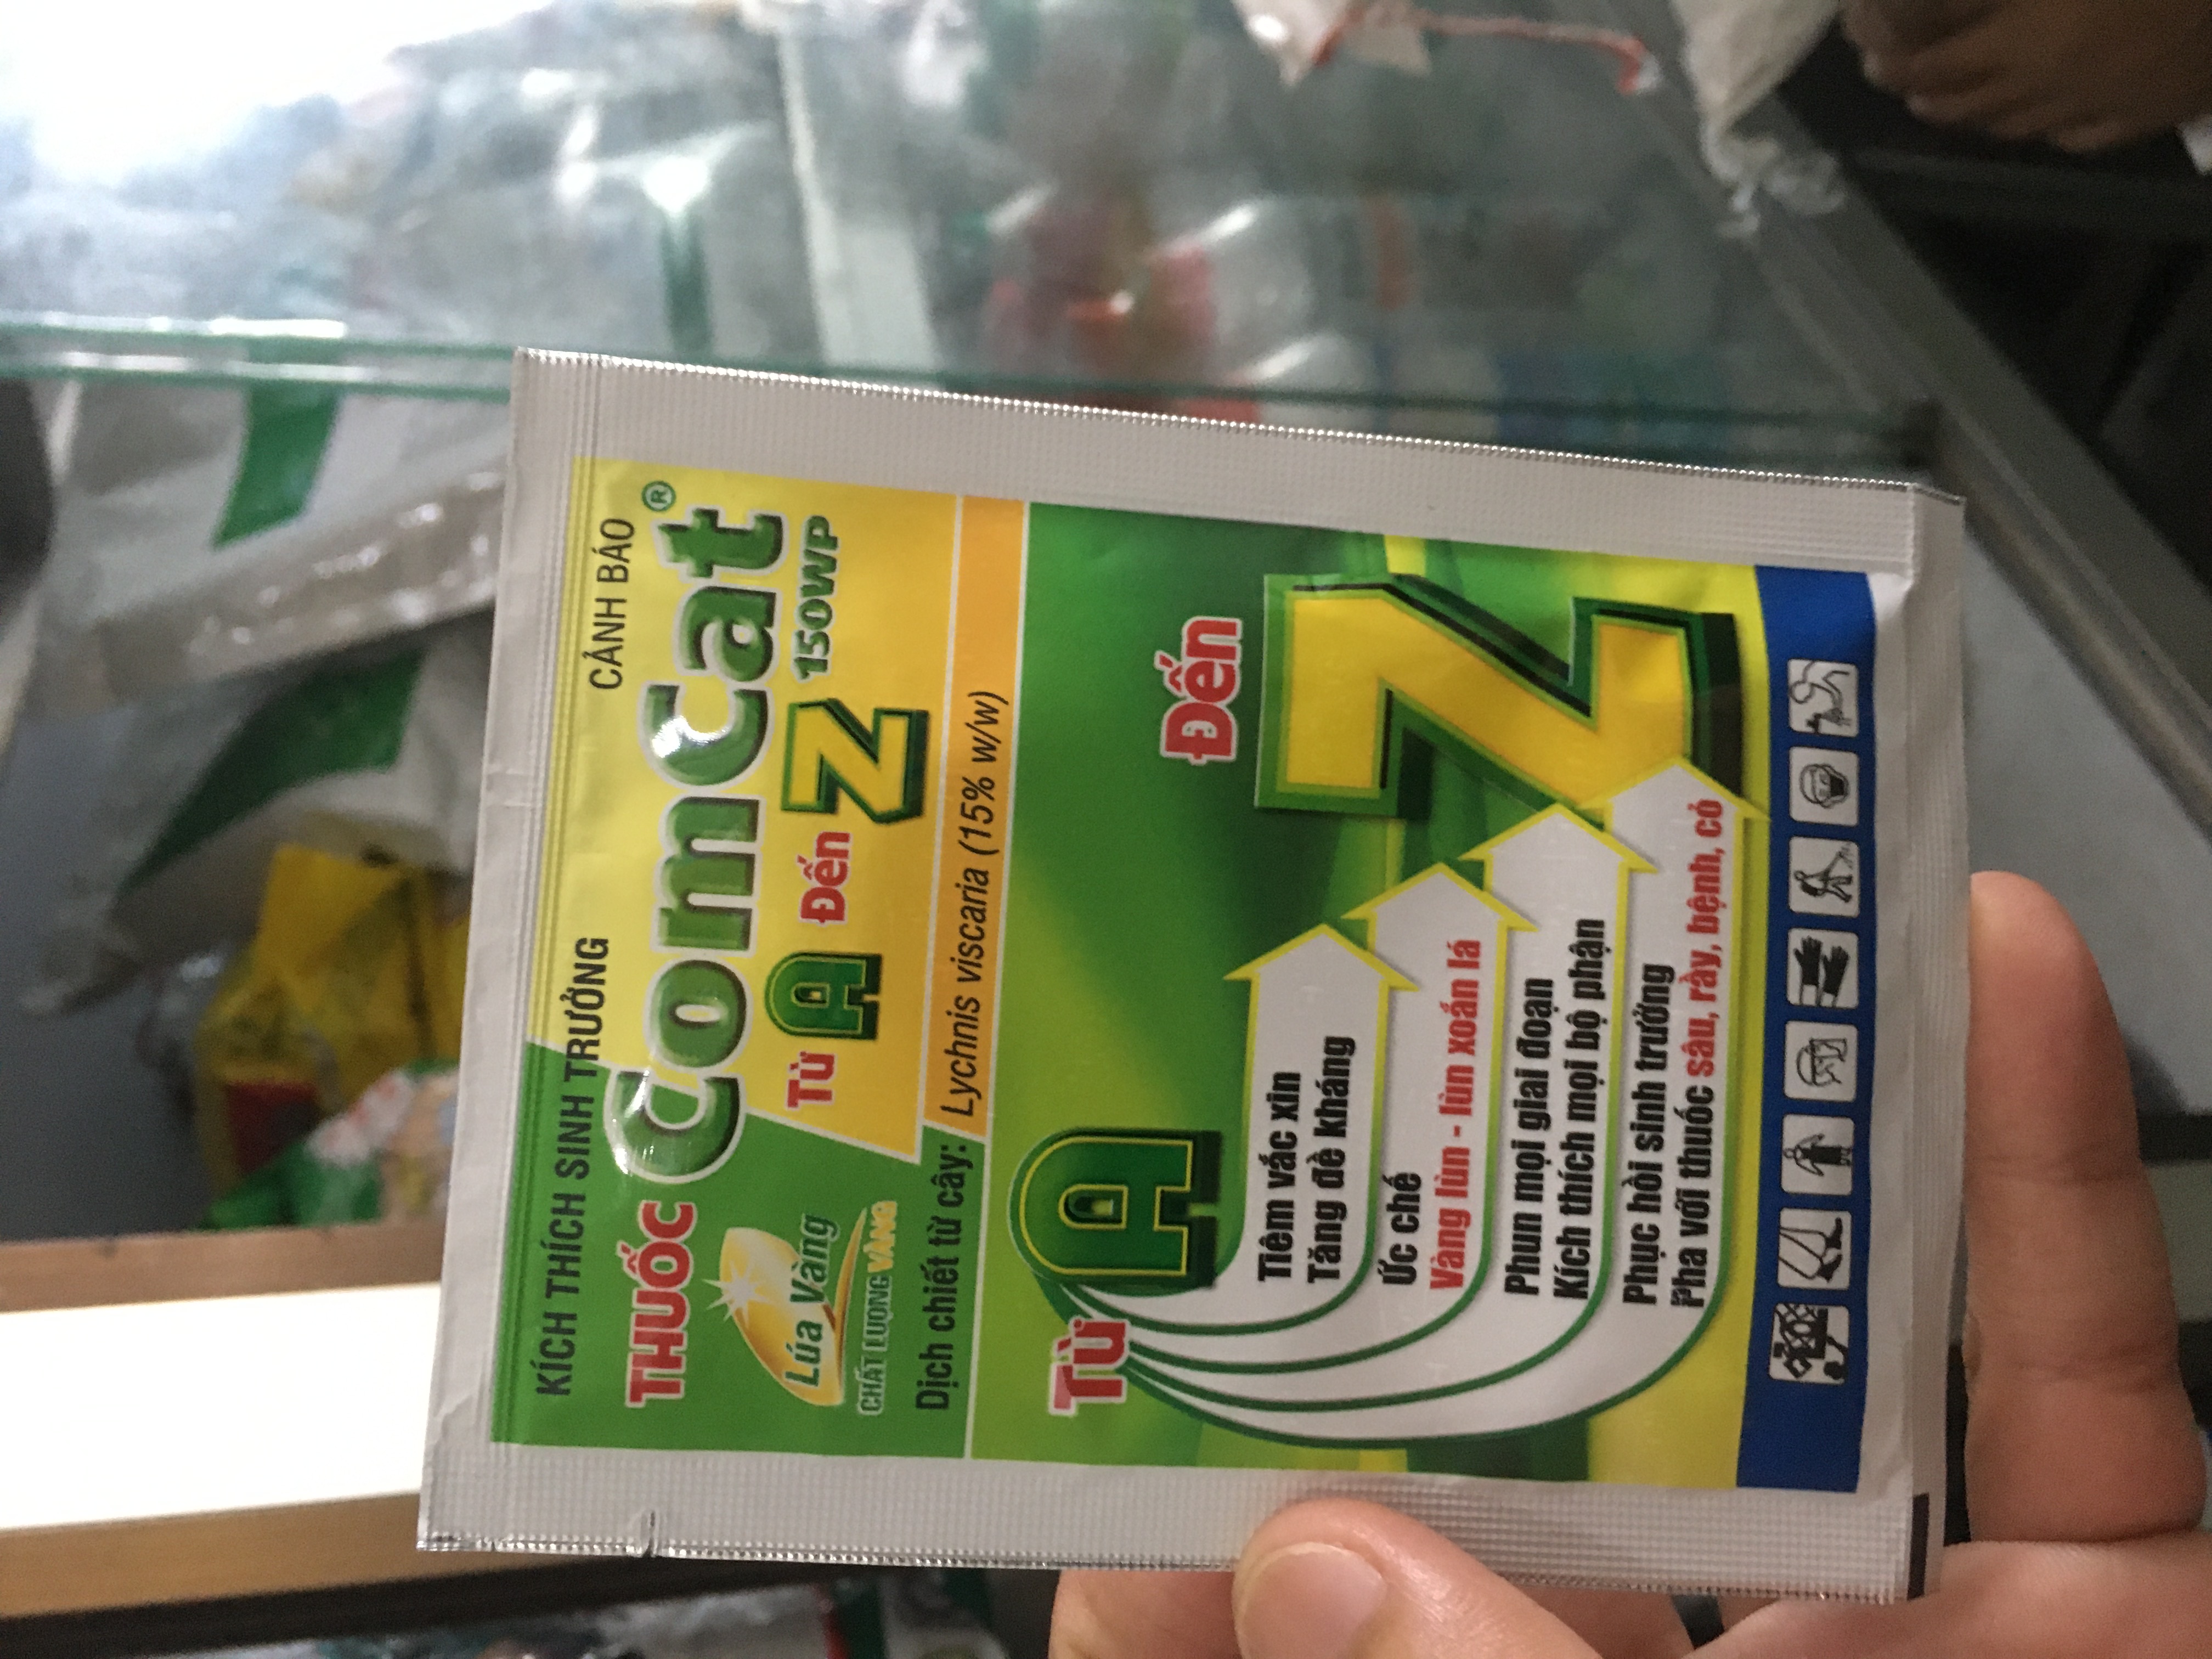 KÍCH THÍCH SINH TRƯỞNG
CẢNH BÁO
THUỐC ComCat®
Từ A Đến Z 150WP
Lúa Vàng
CHẤT LƯỢNG VÀNG
Dịch chiết từ cây: Lychnis viscaria (15% w/w)
Từ A Đến Z
Tiêm vắc xin
Tăng đề kháng
Ức chế
Vàng lùn - lùn xoắn lá
Phun mọi giai đoạn
Kích thích mọi bộ phận
Phục hồi sinh trưởng
Pha với thuốc sâu, rầy, bệnh, cỏ